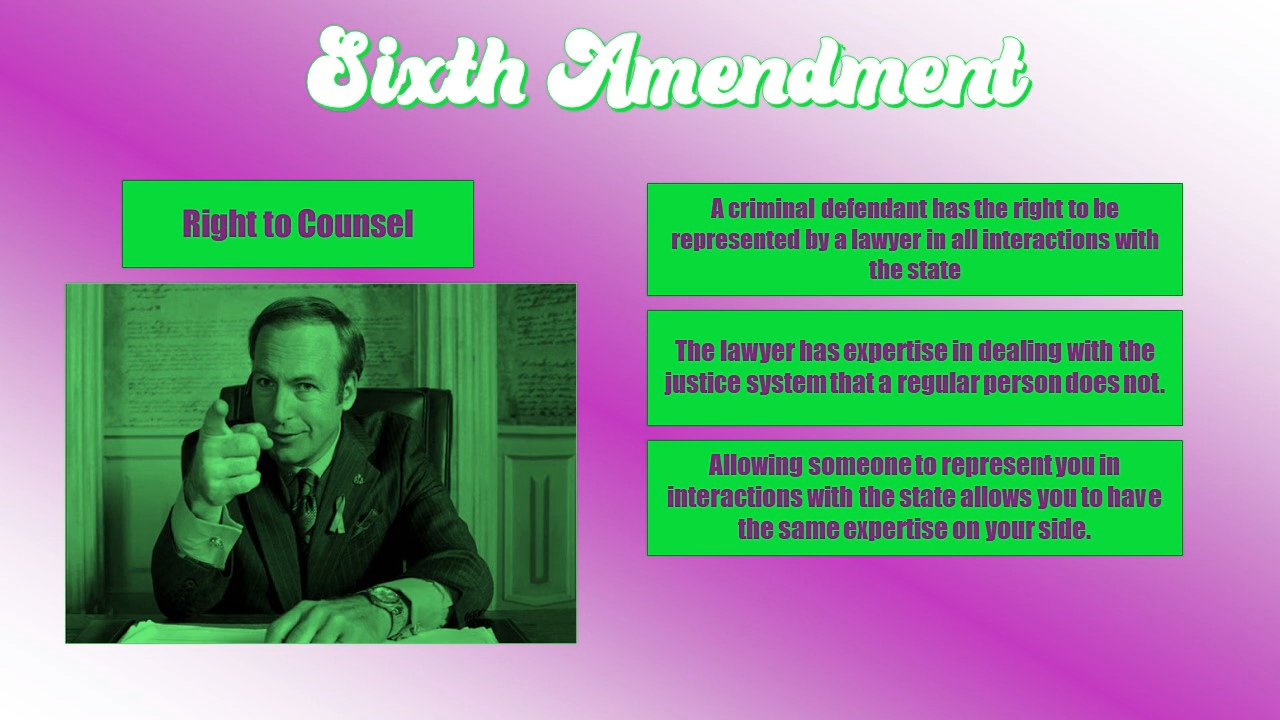 Sixth Amendment
Right to Counsel
A criminal defendant has the right to be
represented by a lawyer in all interactions with
the state
The lawyer has expertise in dealing with the
justice system that a regular person does not.
Allowing someone to represent you in
interactions with the state allows you to have
the same expertise on your side.